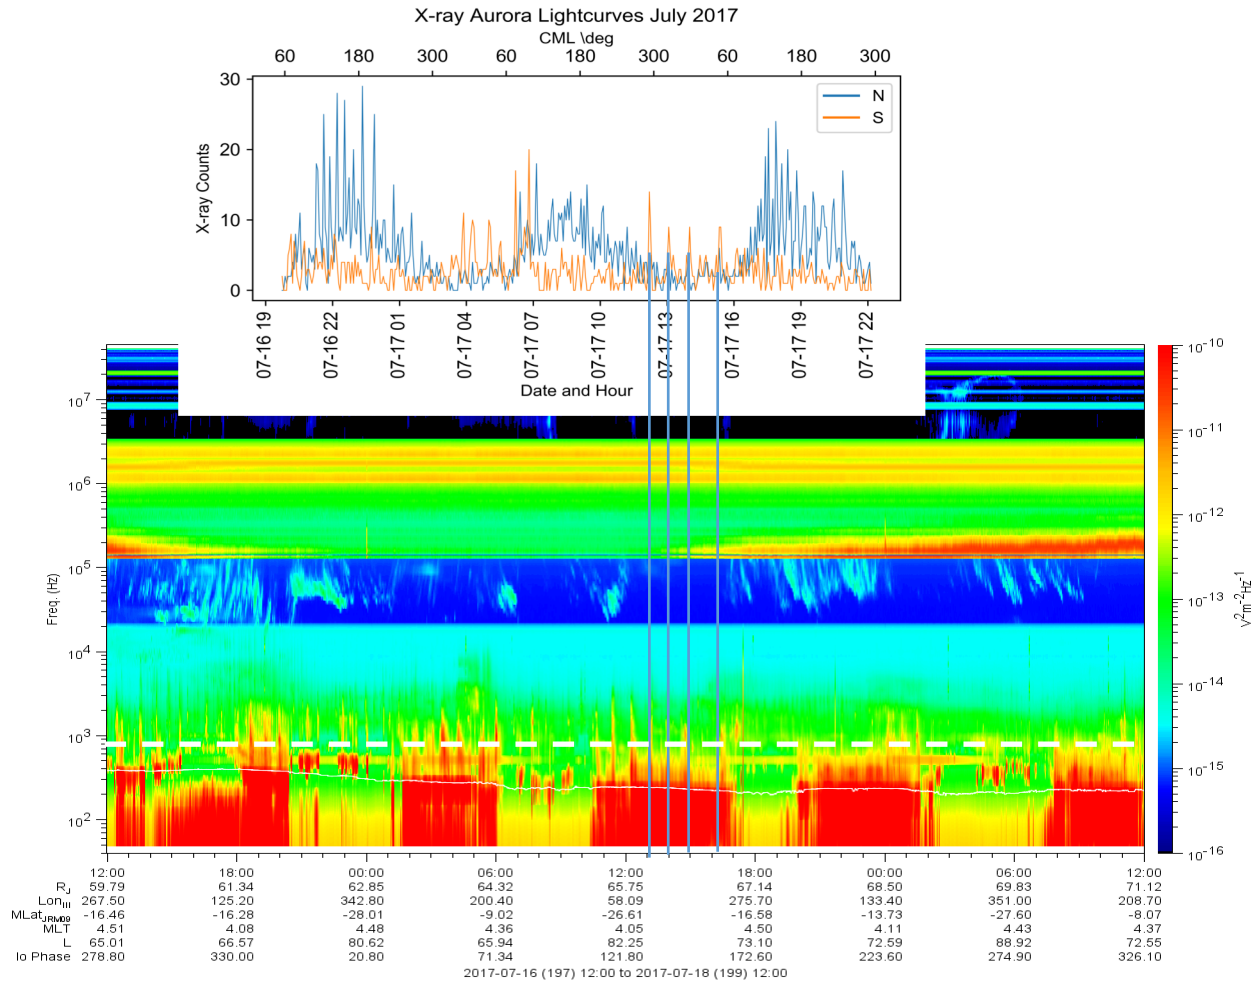 X-ray Aurora Lightcurves July 2017
CML \deg
60 180 300 60 180 300 60 180 300
30
20
10
0
X-ray Counts
N
S
07-16 19 07-16 22 07-17 01 07-17 04 07-17 07 07-17 10 07-17 13 07-17 16 07-17 19 07-17 22
Date and Hour
10^7
10^6
10^5
10^4
10^3
10^2
Freq. (Hz)
10^-10
10^-11
10^-12
10^-13
10^-14
10^-15
10^-16
V^2m^-2Hz^-1
12:00 18:00 00:00 06:00 12:00 18:00 00:00 06:00 12:00
R_J 59.79 61.34 62.85 64.32 65.75 67.14 68.50 69.83 71.12
Lon_III 267.50 125.20 342.80 200.40 58.09 275.70 133.40 351.00 208.70
MLat_JRM09 -16.46 -16.28 -28.01 -9.02 -26.61 -16.58 -13.73 -27.60 -8.07
MLT 4.51 4.08 4.48 4.36 4.05 4.50 4.11 4.43 4.37
L 65.01 66.57 80.62 65.94 82.25 73.10 72.59 88.92 72.55
Io Phase 278.80 330.00 20.80 71.34 121.80 172.60 223.60 274.90 326.10
2017-07-16 (197) 12:00 to 2017-07-18 (199) 12:00